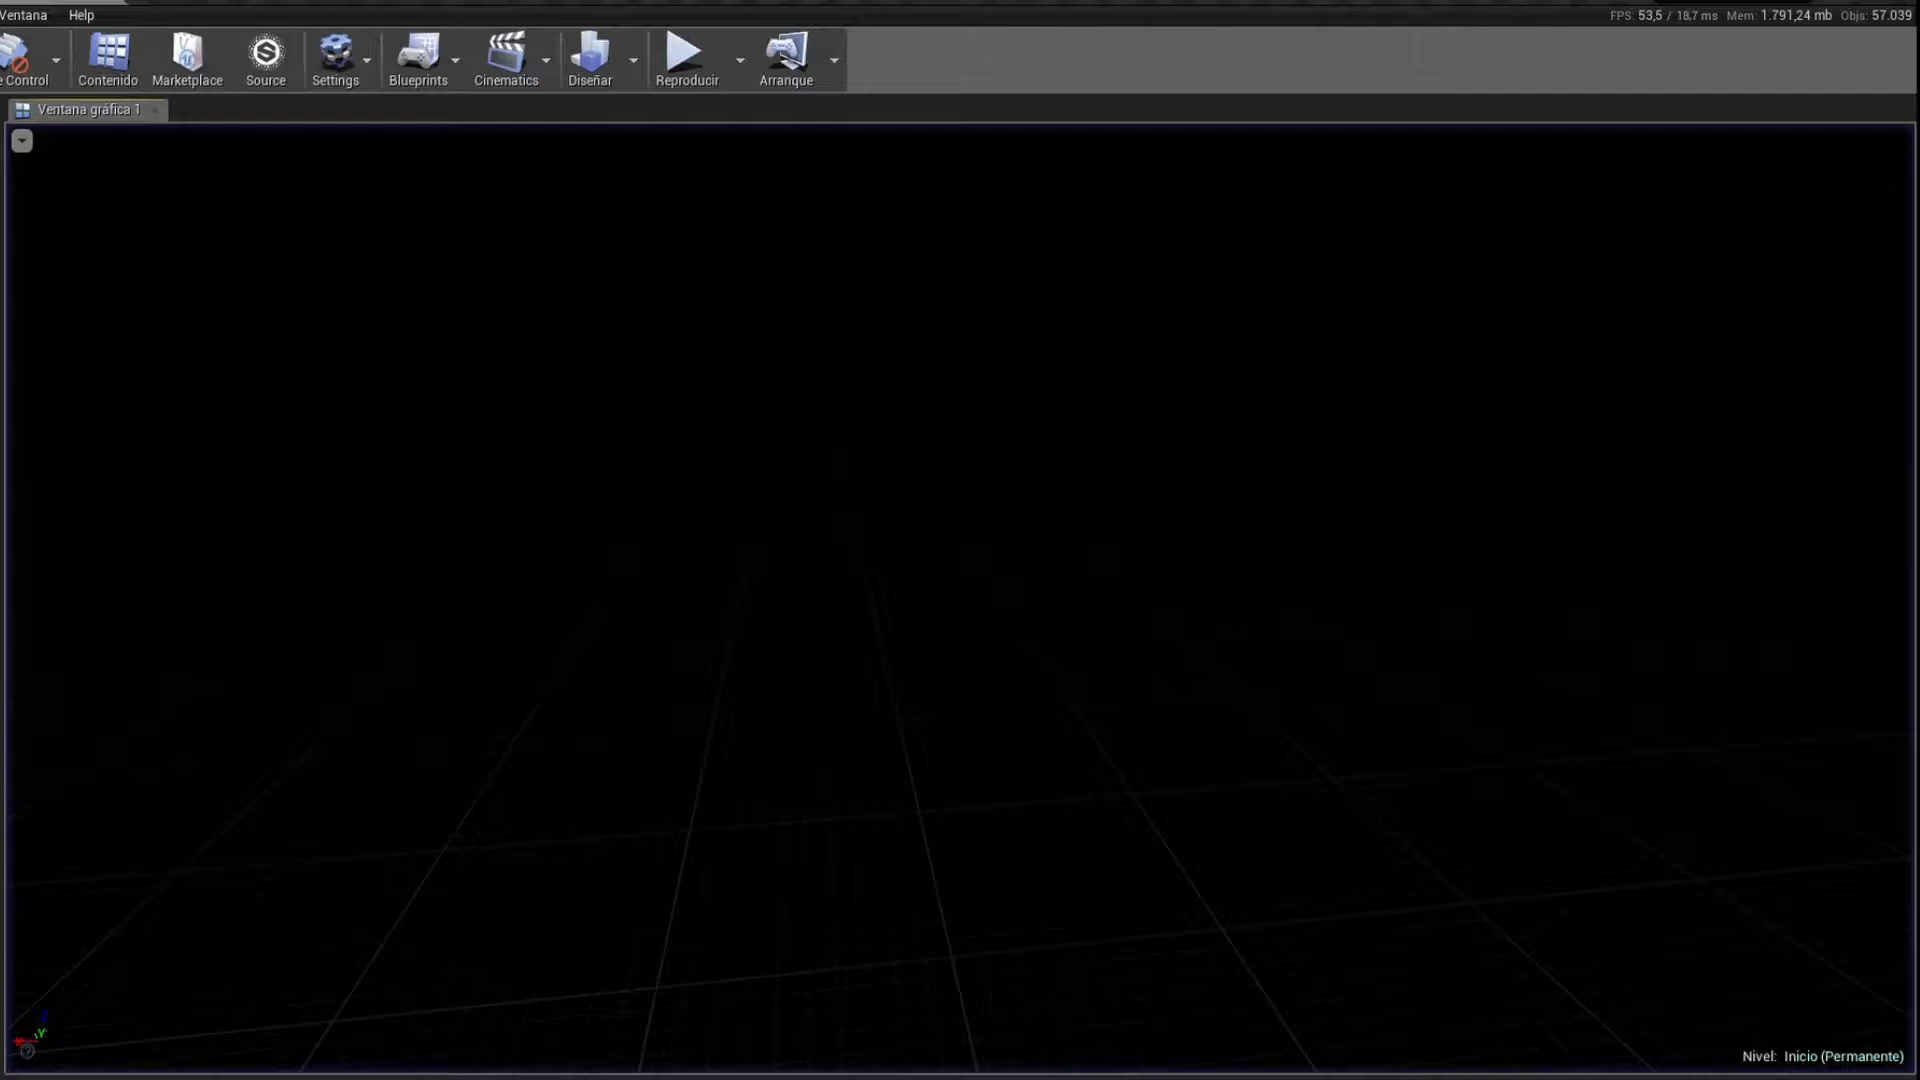 Ventana Help FPS: 53,5 / 18,7 ms Mem: 1.791,24 mb Objs: 57.039
e Control Contenido Marketplace Source Settings Blueprints Cinematics Diseñar Reproducir Arranque
Ventana gráfica 1
Z
Y
X
Nivel: Inicio (Permanente)